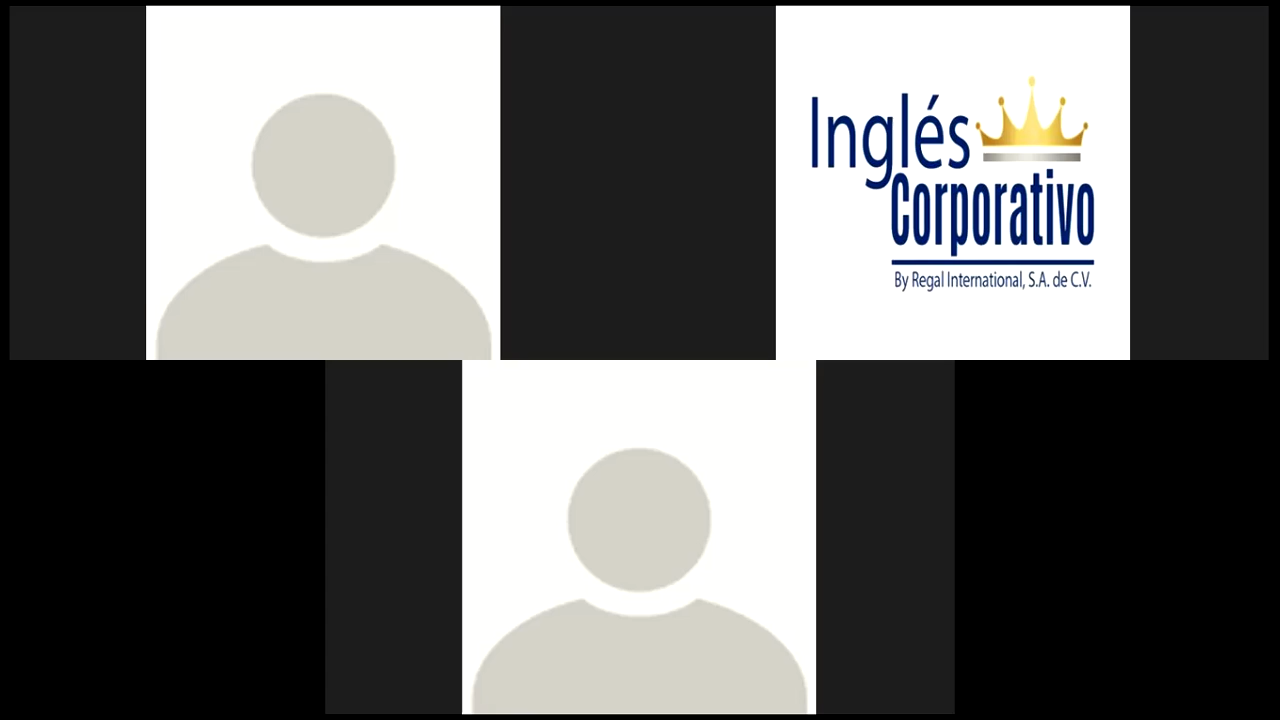 Inglés
Corporativo
By Regal International, S.A. de C.V.